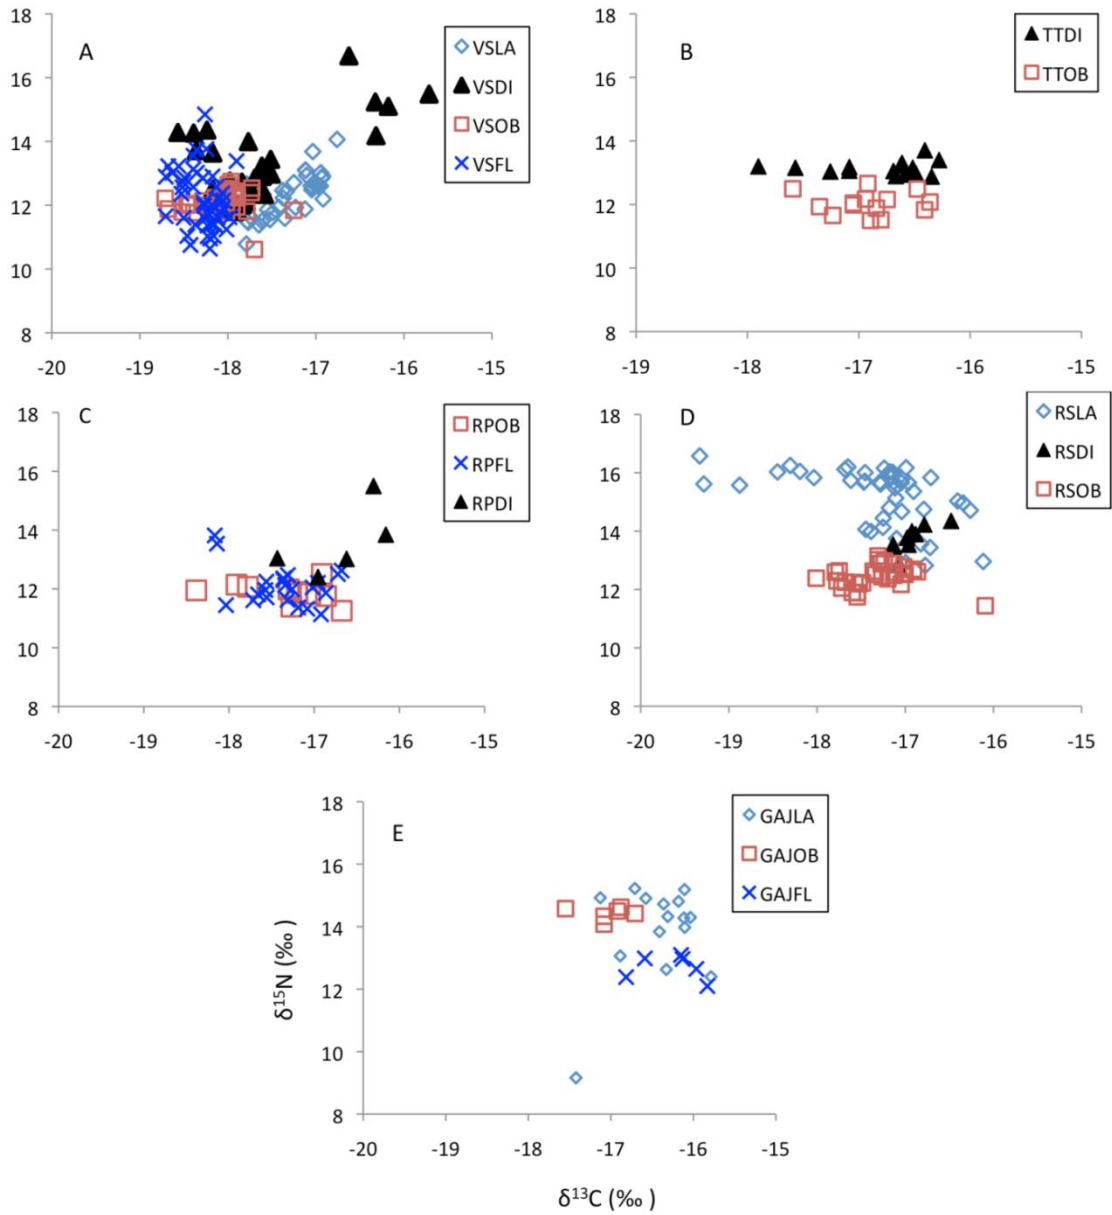 A
18
16
14
12
10
8
-20 -19 -18 -17 -16 -15
VSLA
VSDI
VSOB
VSFL
B
18
16
14
12
10
8
-19 -18 -17 -16 -15
TTDI
TTOB
C
18
16
14
12
10
8
-20 -19 -18 -17 -16 -15
RPOB
RPFL
RPDI
D
18
16
14
12
10
8
-20 -19 -18 -17 -16 -15
RSLA
RSDI
RSOB
E
18
16
14
12
10
8
-20 -19 -18 -17 -16 -15
GAJLA
GAJOB
GAJFL
δ¹⁵N (‰ )
δ¹³C (‰ )